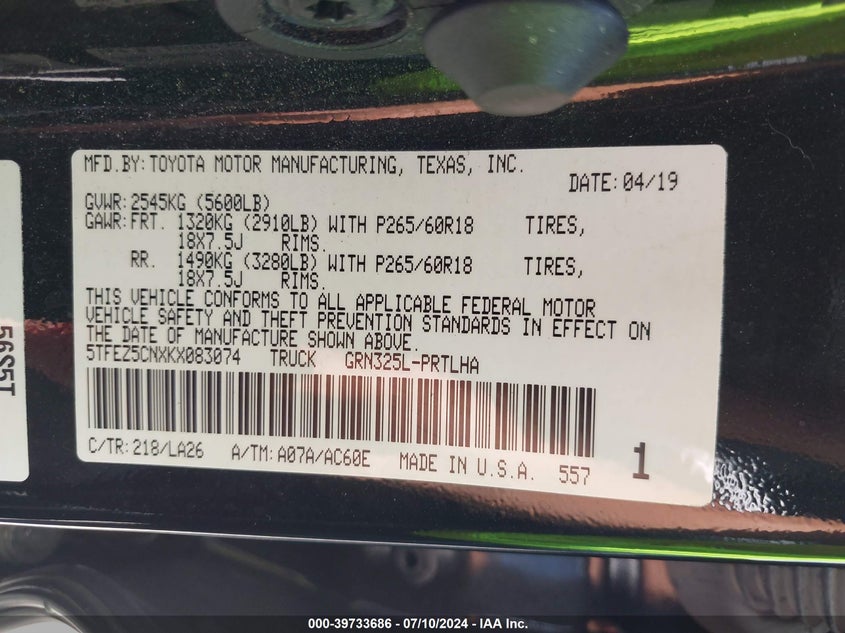 MFD.BY:TOYOTA MOTOR MANUFACTURING, TEXAS, INC.
DATE:04/19
GVWR:2545KG (5600LB)
GAWR:FRT. 1320KG (2910LB) WITH P265/60R18 TIRES,
18X7.5J RIMS.
RR. 1490KG (3280LB) WITH P265/60R18 TIRES,
18X7.5J RIMS.
THIS VEHICLE CONFORMS TO ALL APPLICABLE FEDERAL MOTOR
VEHICLE SAFETY AND THEFT PREVENTION STANDARDS IN EFFECT ON
THE DATE OF MANUFACTURE SHOWN ABOVE.
5TFEZ5CNXKX083074 TRUCK GRN325L-PRTLHA
C/TR:218/LA26 A/TM:A07A/AC60E MADE IN U.S.A. 557 1
56S5T
000-39733686 - 07/10/2024 - IAA Inc.